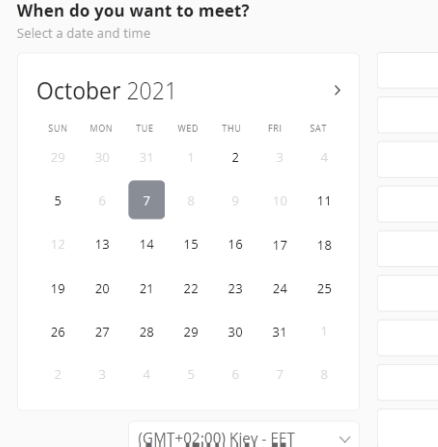 When do you want to meet?
Select a date and time
October 2021
SUN MON TUE WED THU FRI SAT
29 30 31 1 2 3 4
5 6 7 8 9 10 11
12 13 14 15 16 17 18
19 20 21 22 23 24 25
26 27 28 29 30 31 1
2 3 4 5 6 7 8
(GMT+02:00) Kiev - EET